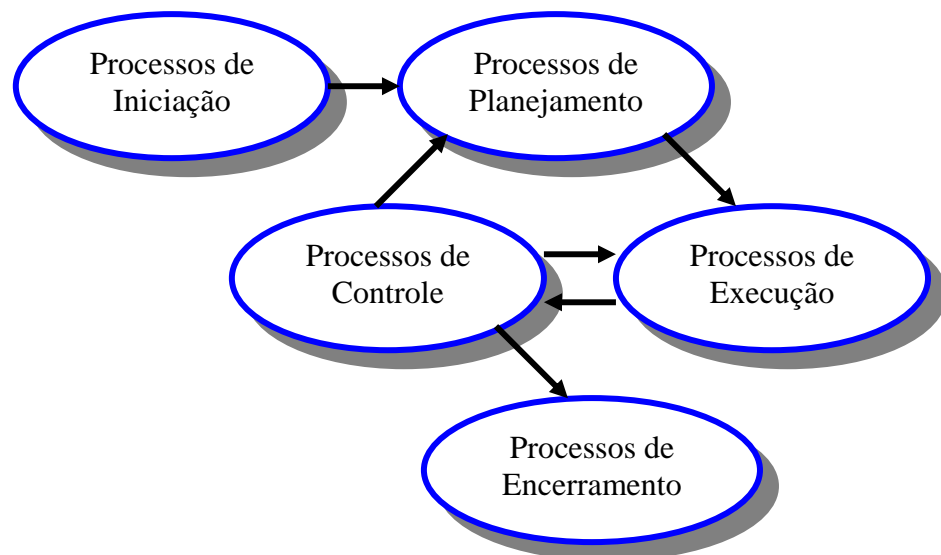 Processos de
Iniciação
Processos de
Planejamento
Processos de
Controle
Processos de
Execução
Processos de
Encerramento